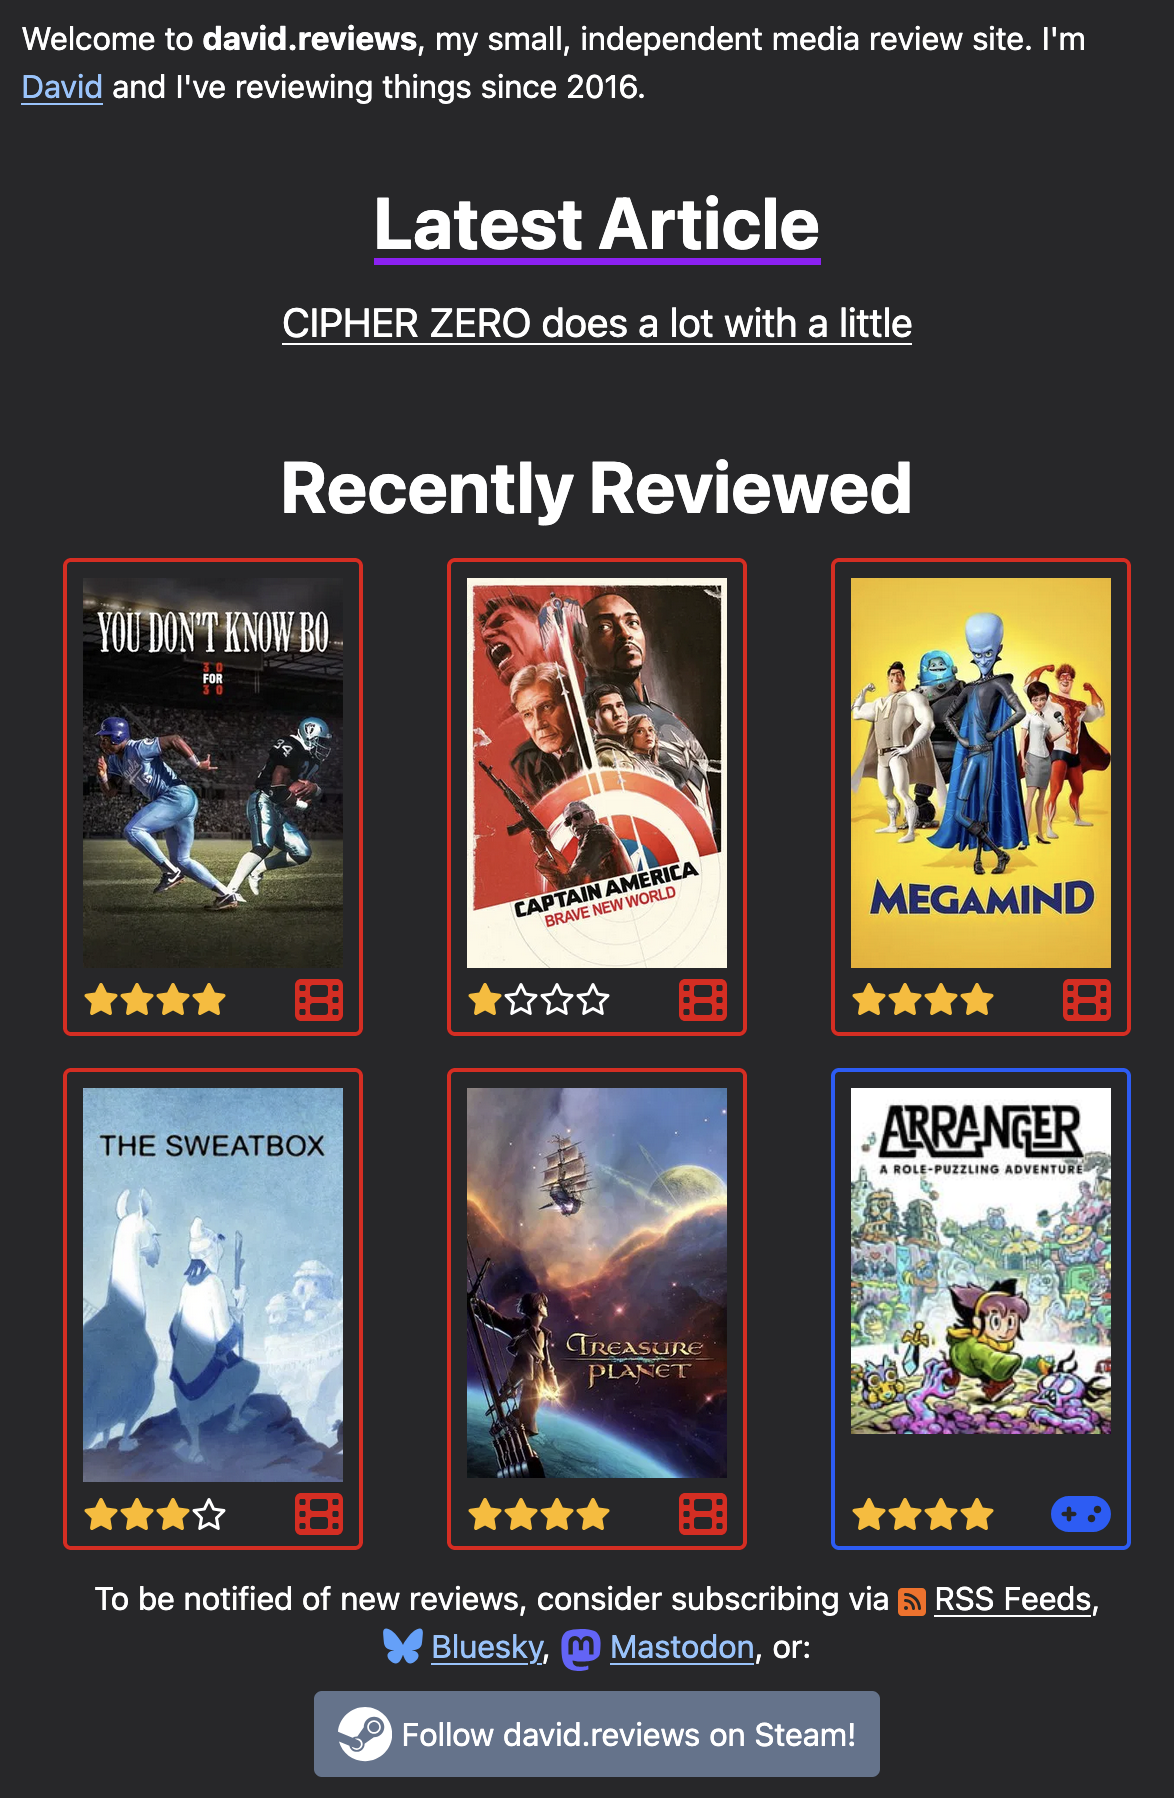 Welcome to david.reviews, my small, independent media review site. I'm
David and I've reviewing things since 2016.
Latest Article
CIPHER ZERO does a lot with a little
Recently Reviewed
YOU DON'T KNOW BO
30
FOR
30
34
CAPTAIN AMERICA
BRAVE NEW WORLD
MEGAMIND
THE SWEATBOX
TREASURE
PLANET
ARRANGER
A ROLE-PUZZLING ADVENTURE
To be notified of new reviews, consider subscribing via RSS Feeds,
Bluesky, Mastodon, or:
Follow david.reviews on Steam!